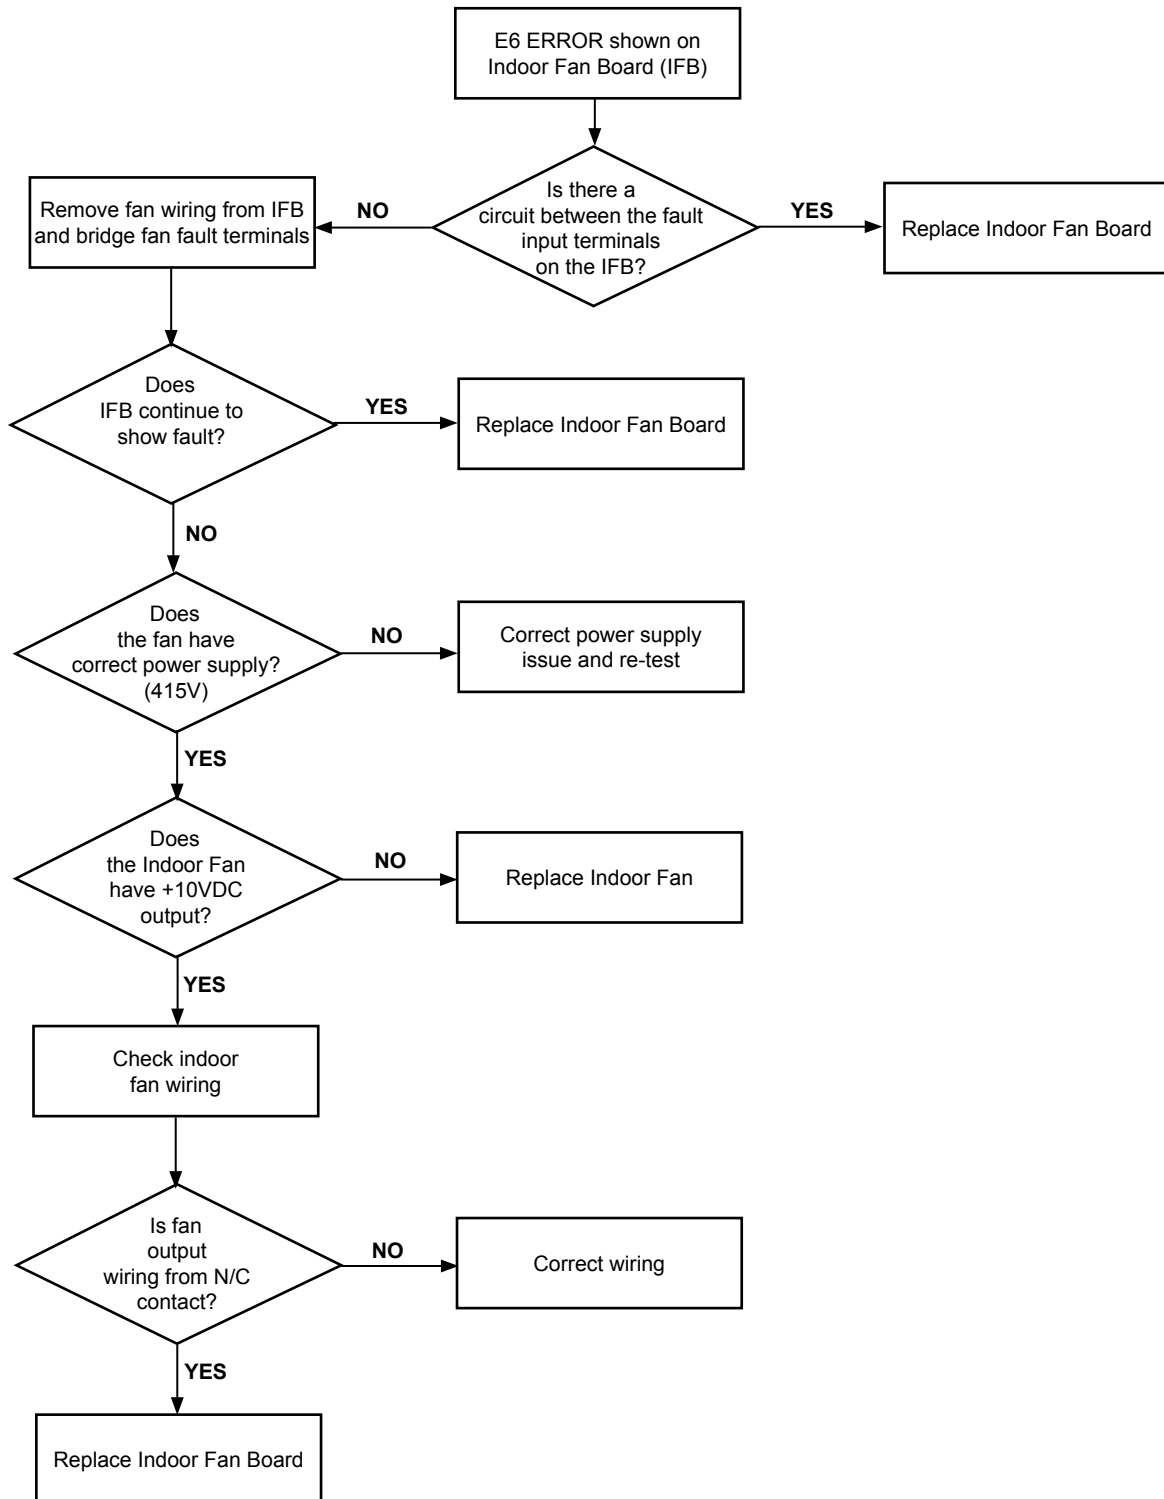 E6 ERROR shown on
Indoor Fan Board (IFB)
Is there a
circuit between the fault
input terminals
on the IFB?
NO
YES
Remove fan wiring from IFB
and bridge fan fault terminals
Replace Indoor Fan Board
Does
IFB continue to
show fault?
YES
Replace Indoor Fan Board
NO
Does
the fan have
correct power supply?
(415V)
NO
Correct power supply
issue and re-test
YES
Does
the Indoor Fan
have +10VDC
output?
NO
Replace Indoor Fan
YES
Check indoor
fan wiring
Is fan
output
wiring from N/C
contact?
NO
Correct wiring
YES
Replace Indoor Fan Board